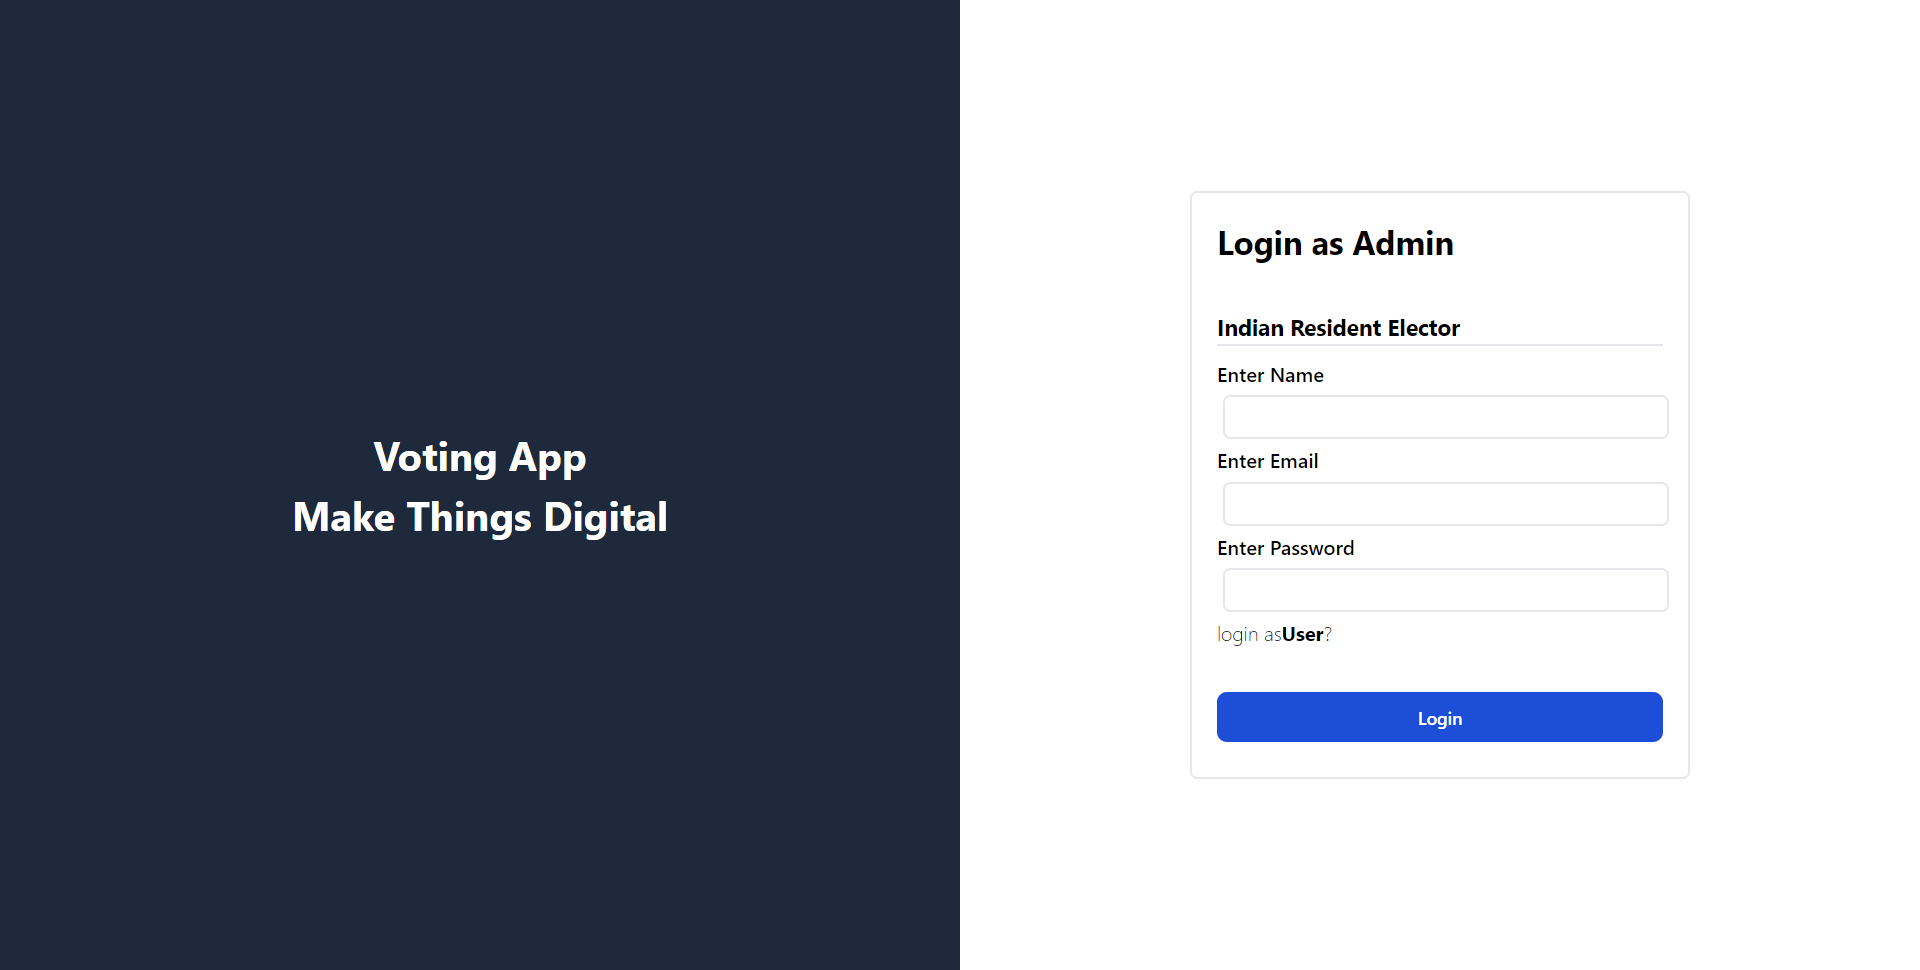 Voting App
Make Things Digital
Login as Admin
Indian Resident Elector
Enter Name
Enter Email
Enter Password
login asUser?
Login